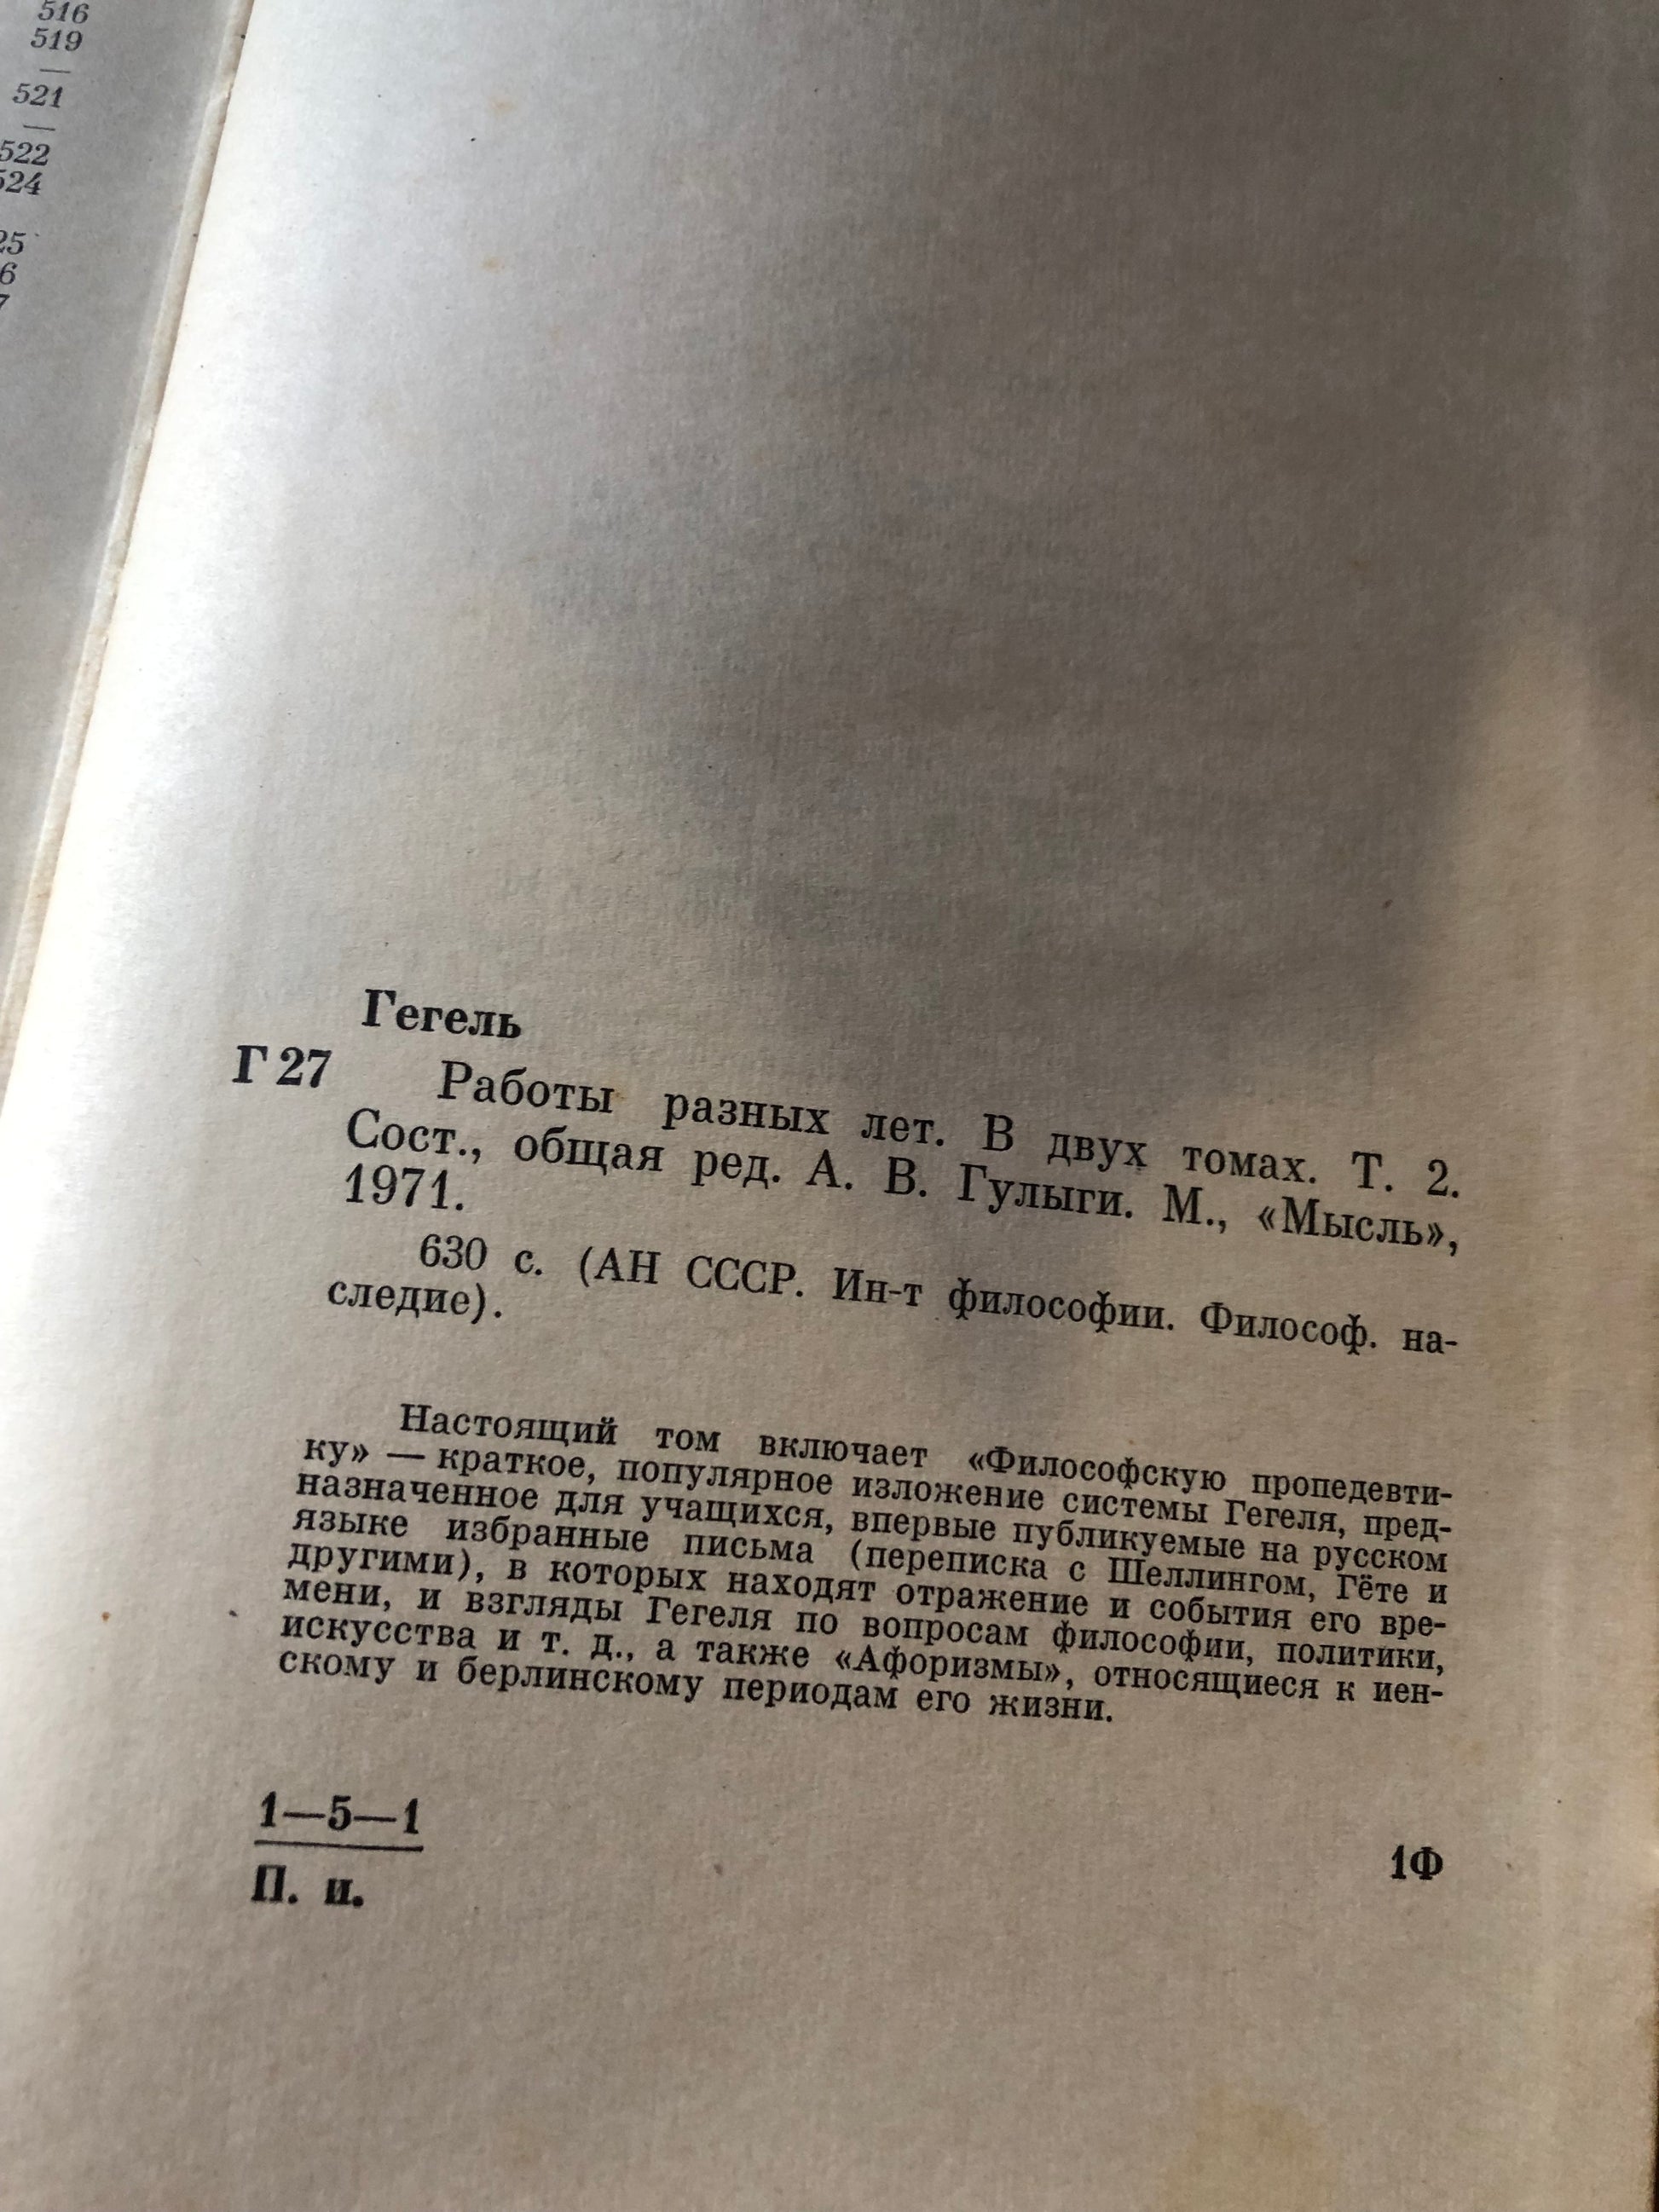 516
519
—
521
—
522
524
25
6
7
Гегель
Г 27
Работы разных лет. В двух томах. Т. 2.
Сост., общая ред. А. В. Гулыги. М., «Мысль»,
1971.
630 с. (АН СССР. Ин-т философии. Философ. на-
следие).
Настоящий том включает «Философскую пропедевти-
ку» — краткое, популярное изложение системы Гегеля, пред-
назначенное для учащихся, впервые публикуемые на русском
языке избранные письма (переписка с Шеллингом, Гёте и
другими), в которых находят отражение и события его вре-
мени, и взгляды Гегеля по вопросам философии, политики,
искусства и т. д., а также «Афоризмы», относящиеся к иен-
скому и берлинскому периодам его жизни.
1—5—1
П. и.
1Ф